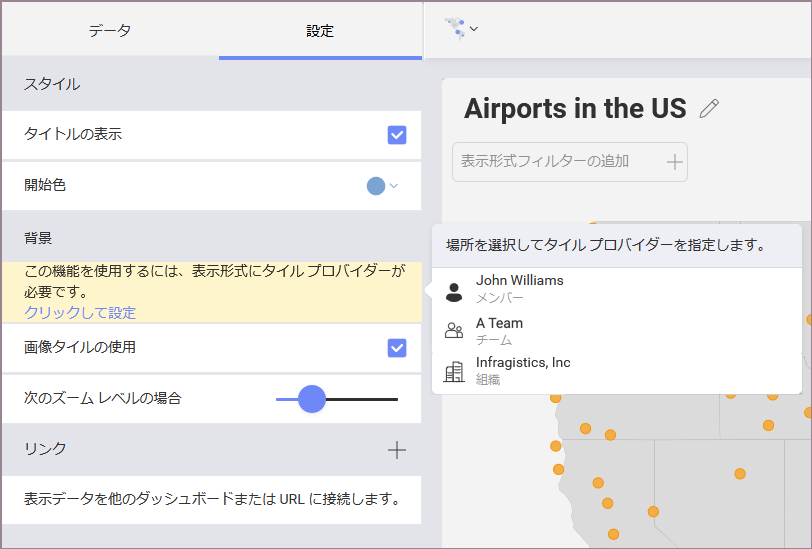 データ
設定
スタイル
タイトルの表示
開始色
背景
この機能を使用するには、表示形式にタイル プロバイダーが
必要です。
クリックして設定
画像タイルの使用
次のズーム レベルの場合
リンク
表示データを他のダッシュボードまたは URL に接続します。
Airports in the US
表示形式フィルターの追加
場所を選択してタイル プロバイダーを指定します。
John Williams
メンバー
A Team
チーム
Infragistics, Inc
組織